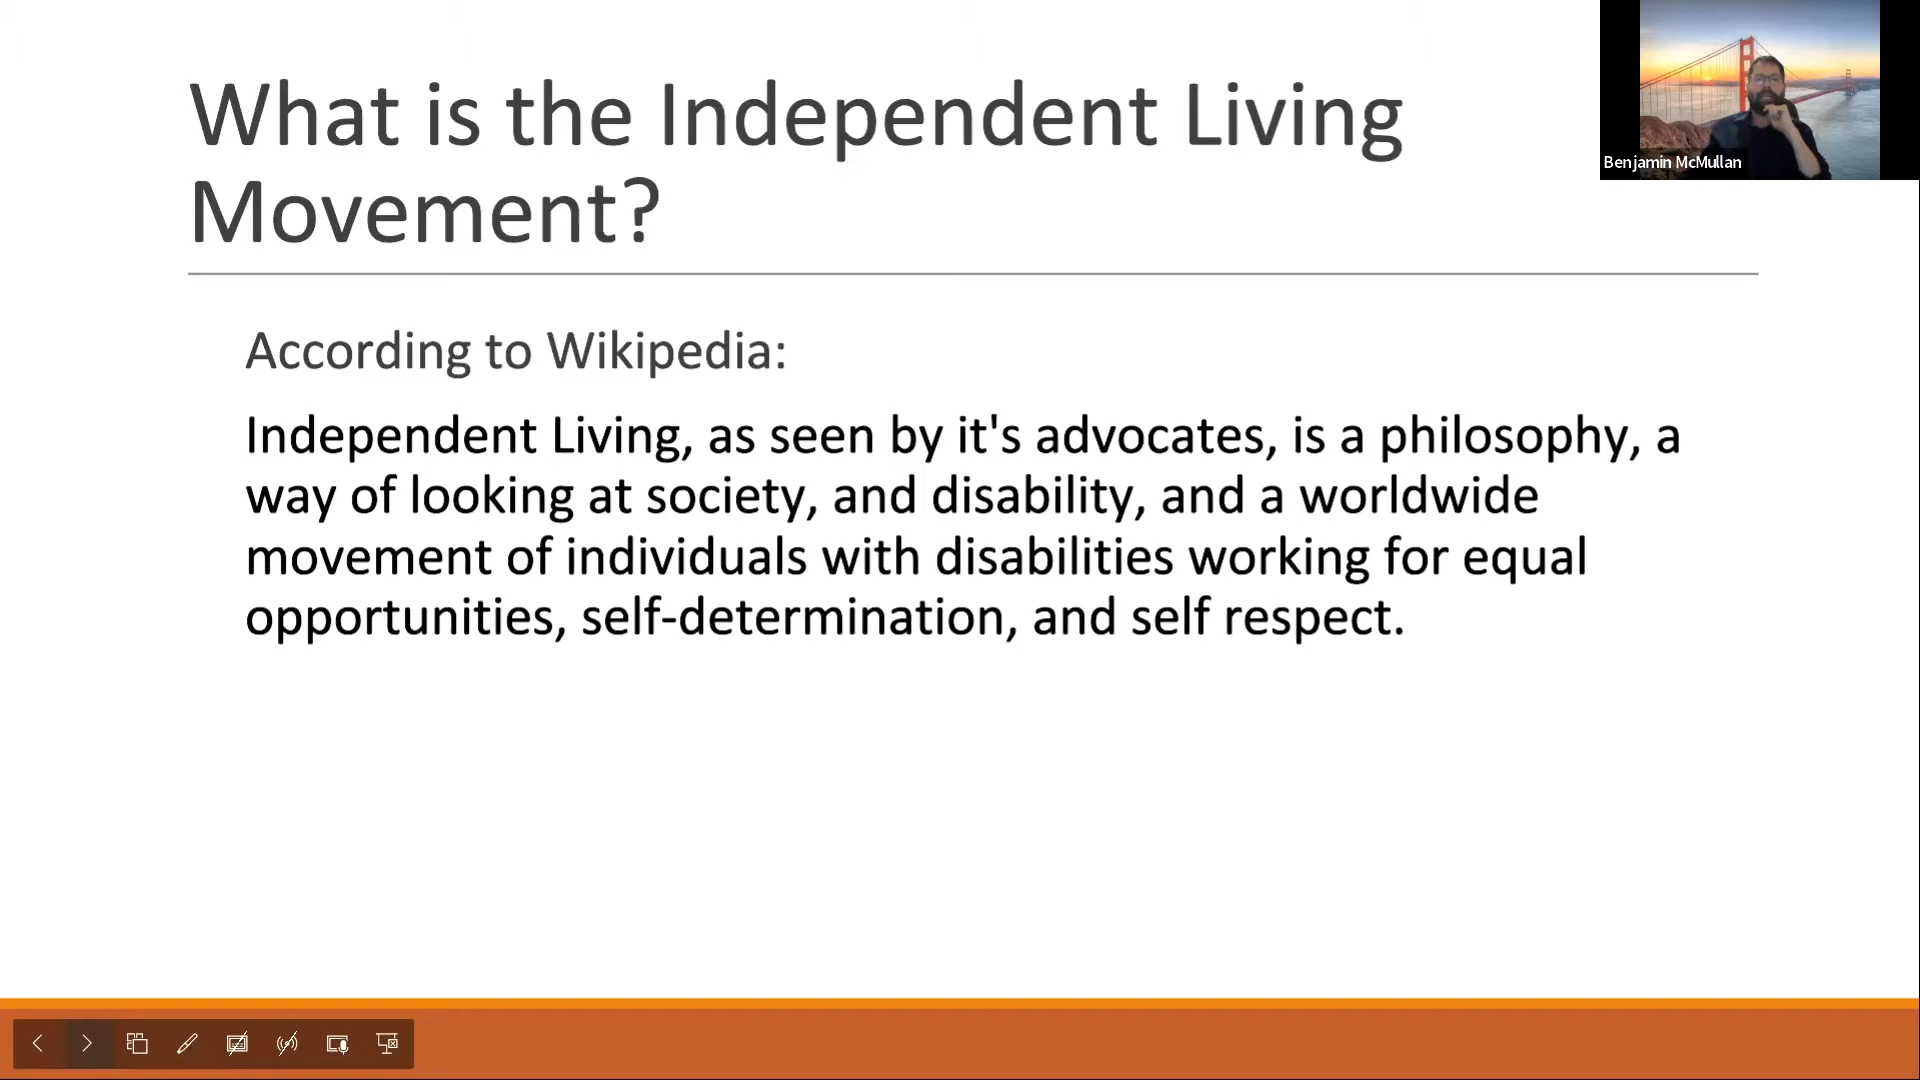 What is the Independent Living
Movement?
Benjamin McMullan
According to Wikipedia:
Independent Living, as seen by it's advocates, is a philosophy, a
way of looking at society, and disability, and a worldwide
movement of individuals with disabilities working for equal
opportunities, self-determination, and self respect.